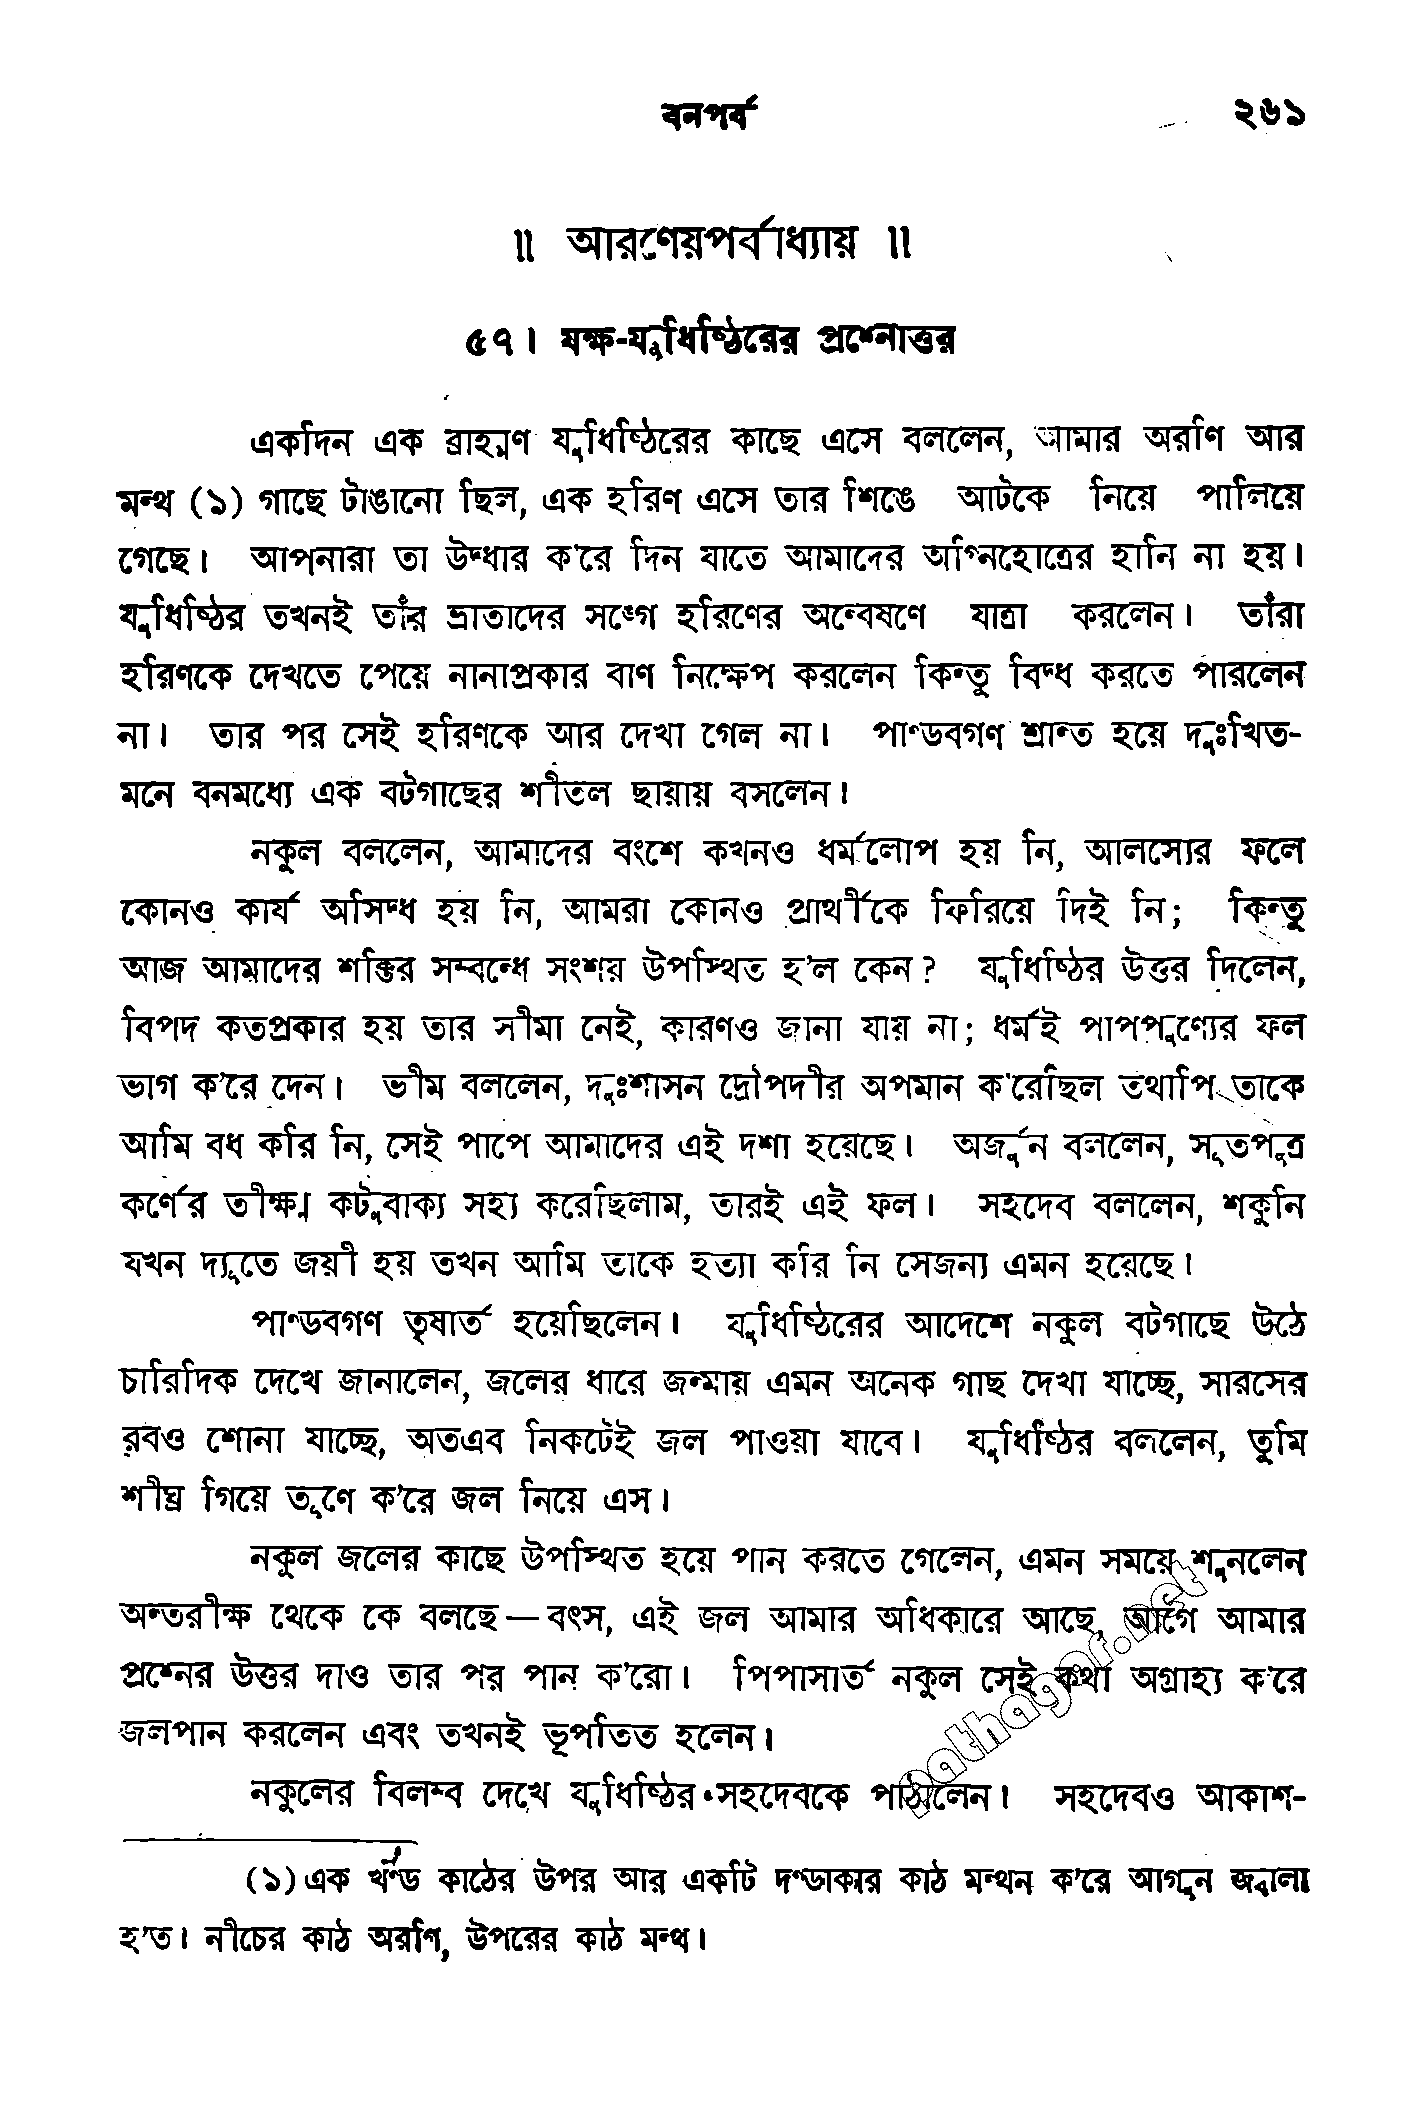 বনপর্ব ২৬১
॥ আরণেয়পর্বাধ্যায় ॥
৫৭। যক্ষ-যুধিষ্ঠিরের প্রশ্নোত্তর
একদিন এক ব্রাহ্মণ যুধিষ্ঠিরের কাছে এসে বললেন, আমার অরণি আর
মন্থ (১) গাছে টাঙানো ছিল, এক হরিণ এসে তার শিঙে আটকে নিয়ে পালিয়ে
গেছে। আপনারা তা উদ্ধার ক'রে দিন যাতে আমাদের অগ্নিহোত্রের হানি না হয়।
যুধিষ্ঠির তখনই তাঁর ভ্রাতাদের সঙ্গে হরিণের অন্বেষণে যাত্রা করলেন। তাঁরা
হরিণকে দেখতে পেয়ে নানাপ্রকার বাণ নিক্ষেপ করলেন কিন্তু বিদ্ধ করতে পারলেন
না। তার পর সেই হরিণকে আর দেখা গেল না। পাণ্ডবগণ শ্রান্ত হয়ে দুঃখিত-
মনে বনমধ্যে এক বটগাছের শীতল ছায়ায় বসলেন।
নকুল বললেন, আমাদের বংশে কখনও ধর্মলোপ হয় নি, আলস্যের ফলে
কোনও কার্য অসিদ্ধ হয় নি, আমরা কোনও প্রার্থীকে ফিরিয়ে দিই নি; কিন্তু
আজ আমাদের শক্তির সম্বন্ধে সংশয় উপস্থিত হ'ল কেন? যুধিষ্ঠির উত্তর দিলেন,
বিপদ কতপ্রকার হয় তার সীমা নেই, কারণও জানা যায় না; ধর্মই পাপপুণ্যের ফল
ভাগ ক'রে দেন। ভীম বললেন, দুঃশাসন দ্রৌপদীর অপমান ক'রেছিল তথাপি তাকে
আমি বধ করি নি, সেই পাপে আমাদের এই দশা হয়েছে। অর্জুন বললেন, সূতপুত্র
কর্ণের তীক্ষ্ণ কটুবাক্য সহ্য করেছিলাম, তারই এই ফল। সহদেব বললেন, শকুনি
যখন দ্যূতে জয়ী হয় তখন আমি তাকে হত্যা করি নি সেজন্য এমন হয়েছে।
পাণ্ডবগণ তৃষার্ত হয়েছিলেন। যুধিষ্ঠিরের আদেশে নকুল বটগাছে উঠে
চারিদিক দেখে জানালেন, জলের ধারে জন্মায় এমন অনেক গাছ দেখা যাচ্ছে, সারসের
রবও শোনা যাচ্ছে, অতএব নিকটেই জল পাওয়া যাবে। যুধিষ্ঠির বললেন, তুমি
শীঘ্র গিয়ে তূণে ক'রে জল নিয়ে এস।
নকুল জলের কাছে উপস্থিত হয়ে পান করতে গেলেন, এমন সময়ে শুনলেন
অন্তরীক্ষ থেকে কে বলছে — বৎস, এই জল আমার অধিকারে আছে, আগে আমার
প্রশ্নের উত্তর দাও তার পর পান ক'রো। পিপাসার্ত নকুল সেই কথা অগ্রাহ্য ক'রে
জলপান করলেন এবং তখনই ভূপতিত হলেন।
নকুলের বিলম্ব দেখে যুধিষ্ঠির সহদেবকে পাঠালেন। সহদেবও আকাশ-
(১) এক খণ্ড কাঠের উপর আর একটি দণ্ডাকার কাঠ মন্থন ক'রে আগুন জ্বালা
হ'ত। নীচের কাঠ অরণি, উপরের কাঠ মন্থ।
pathagar.net